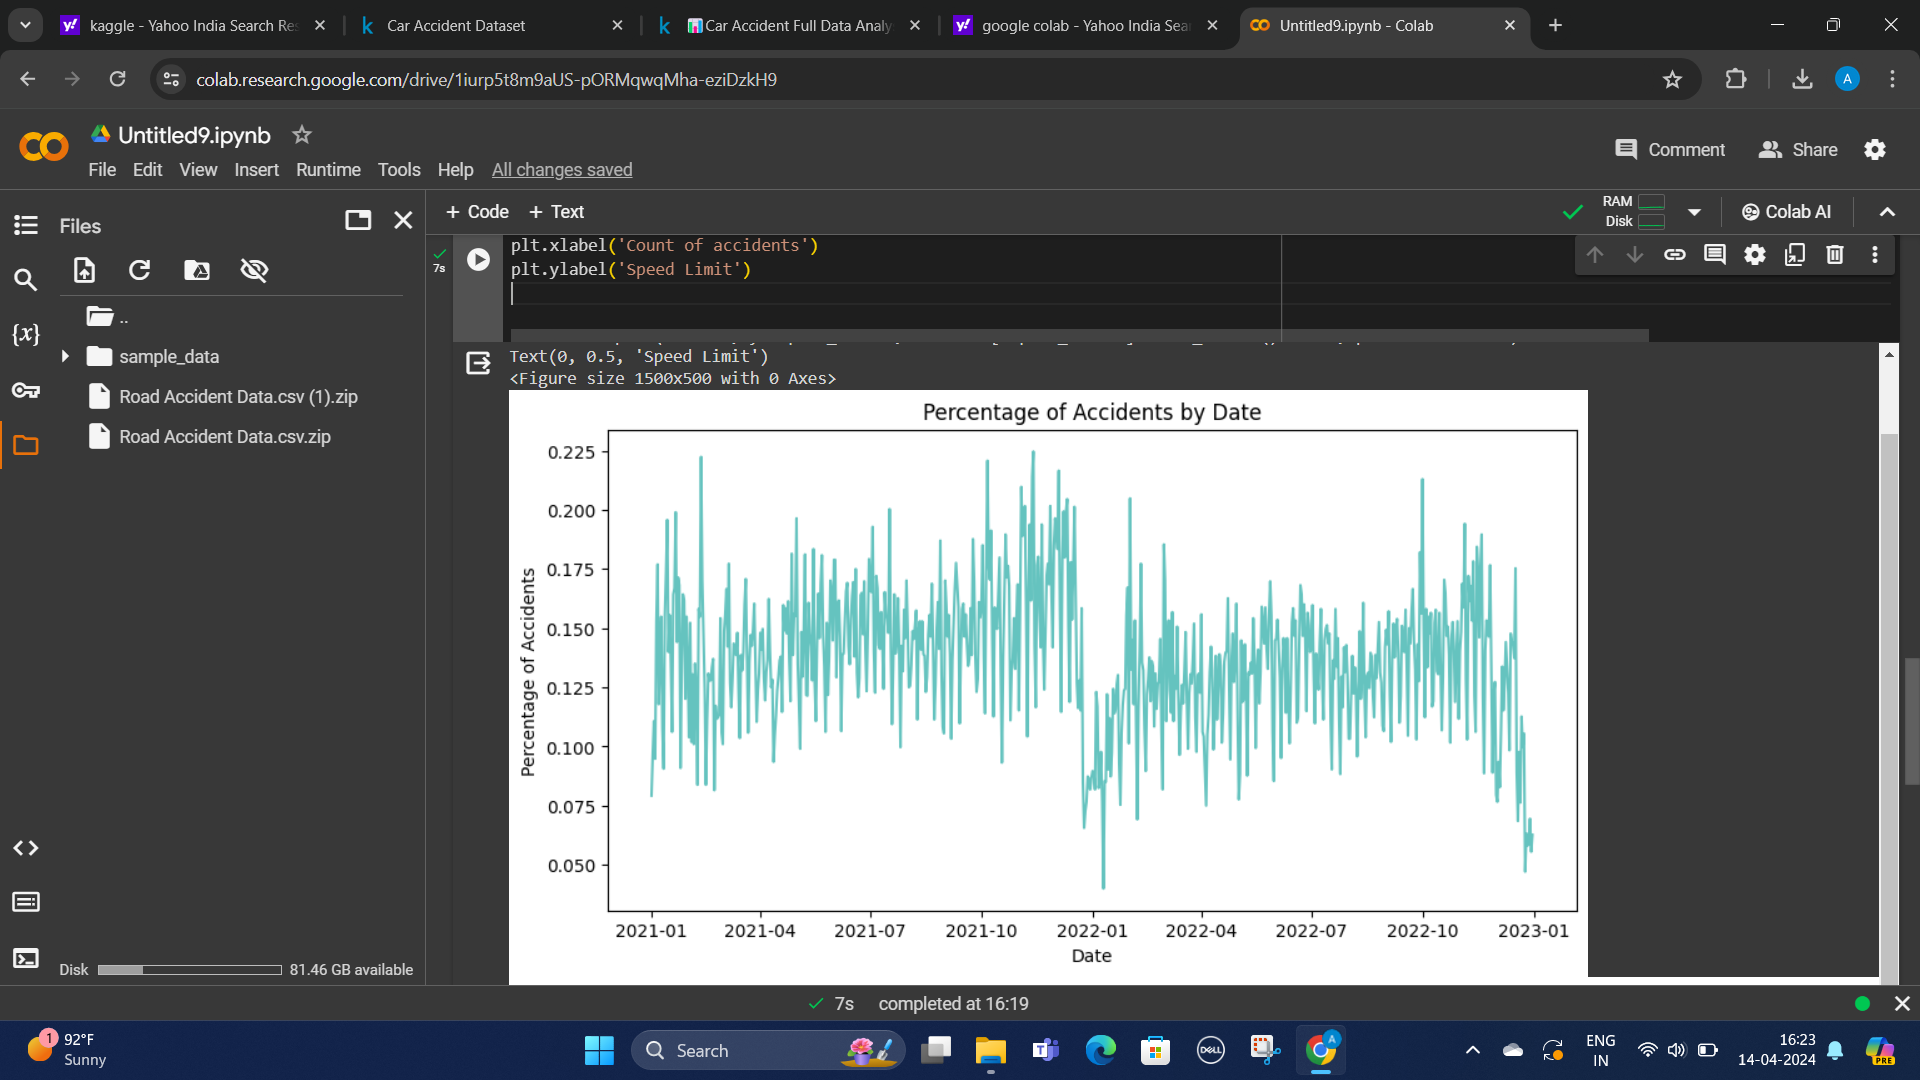 kaggle - Yahoo India Search Res
Car Accident Dataset
Car Accident Full Data Analy
google colab - Yahoo India Sear
Untitled9.ipynb - Colab
colab.research.google.com/drive/1iurp5t8m9aUS-pORMqwqMha-eziDzkH9
A
Untitled9.ipynb
Comment
Share
File Edit View Insert Runtime Tools Help All changes saved
Files
+ Code + Text
RAM
Disk
Colab AI
7s
plt.xlabel('Count of accidents')
plt.ylabel('Speed Limit')
..
sample_data
Road Accident Data.csv (1).zip
Road Accident Data.csv.zip
{x}
Text(0, 0.5, 'Speed Limit')
<Figure size 1500x500 with 0 Axes>
Percentage of Accidents by Date
Percentage of Accidents
0.225
0.200
0.175
0.150
0.125
0.100
0.075
0.050
2021-01 2021-04 2021-07 2021-10 2022-01 2022-04 2022-07 2022-10 2023-01
Date
Disk 81.46 GB available
7s completed at 16:19
1
92°F
Sunny
Search
DELL
A
ENG
IN
16:23
14-04-2024
PRE